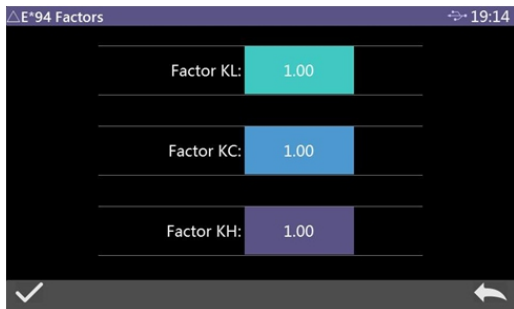 △E*94 Factors 19:14
Factor KL: 1.00
Factor KC: 1.00
Factor KH: 1.00